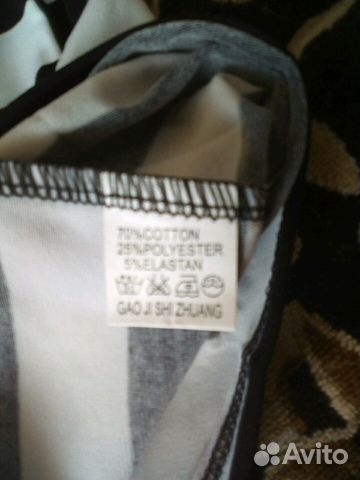 70%COTTON
25%POLYESTER
5%ELASTAN
GAO JI SHI ZHUANG
Avito